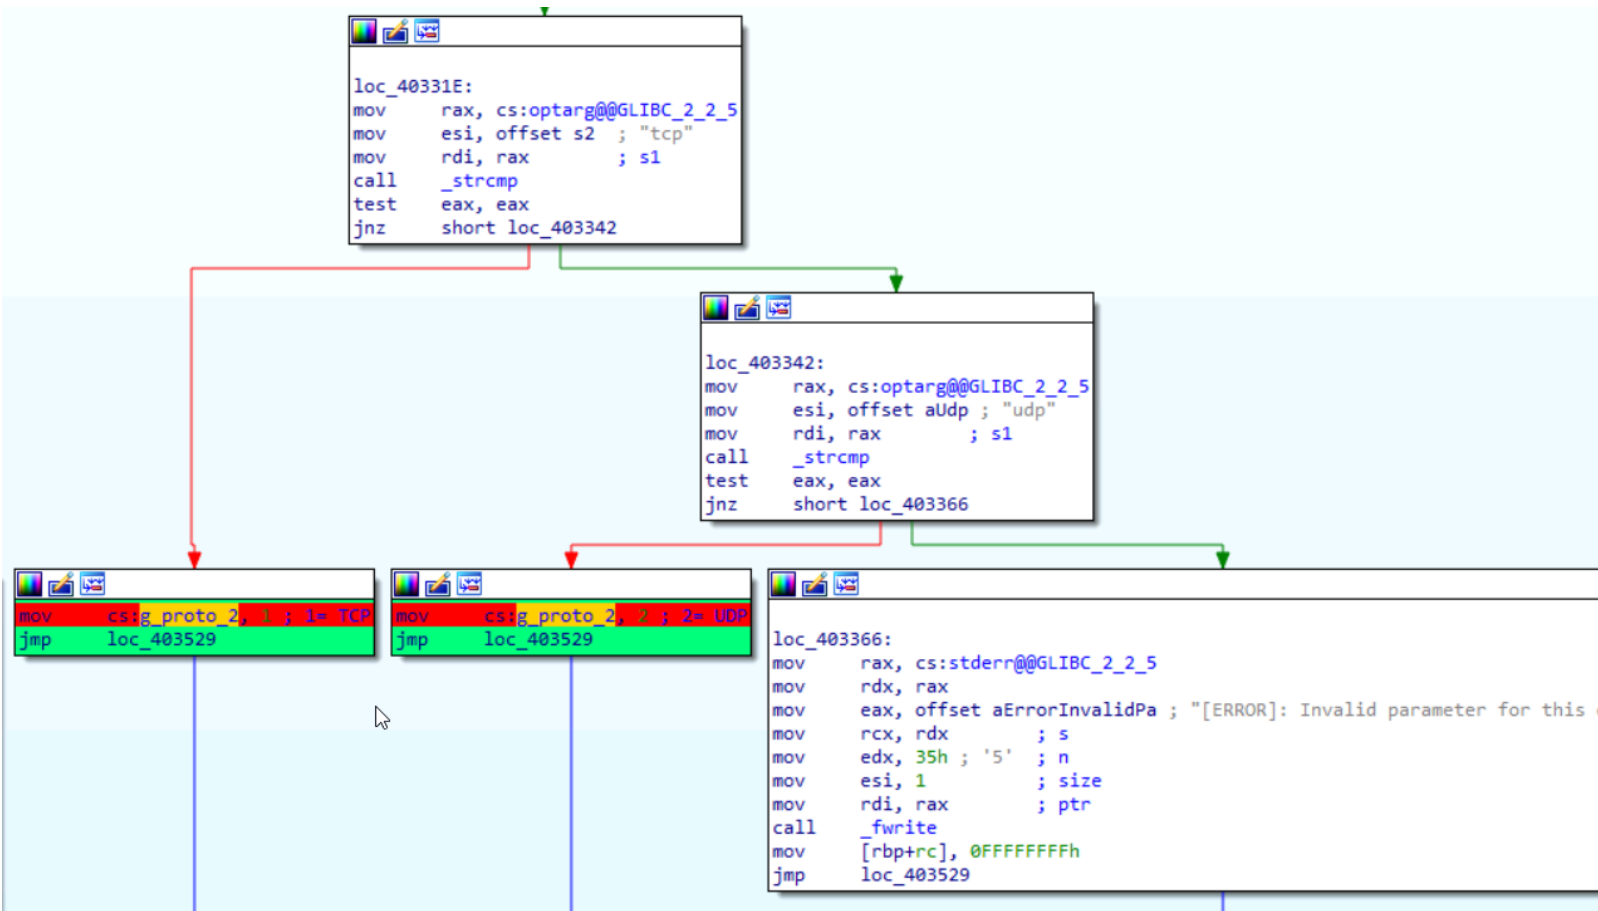 loc_40331E:
mov rax, cs:optarg@@GLIBC_2_2_5
mov esi, offset s2 ; "tcp"
mov rdi, rax ; s1
call _strcmp
test eax, eax
jnz short loc_403342
loc_403342:
mov rax, cs:optarg@@GLIBC_2_2_5
mov esi, offset aUdp ; "udp"
mov rdi, rax ; s1
call _strcmp
test eax, eax
jnz short loc_403366
mov cs:g_proto_2, 1 ; 1= TCP
jmp loc_403529
mov cs:g_proto_2, 2 ; 2= UDP
jmp loc_403529
loc_403366:
mov rax, cs:stderr@@GLIBC_2_2_5
mov rdx, rax
mov eax, offset aErrorInvalidPa ; "[ERROR]: Invalid parameter for this
mov rcx, rdx ; s
mov edx, 35h ; '5' ; n
mov esi, 1 ; size
mov rdi, rax ; ptr
call _fwrite
mov [rbp+rc], 0FFFFFFFFh
jmp loc_403529